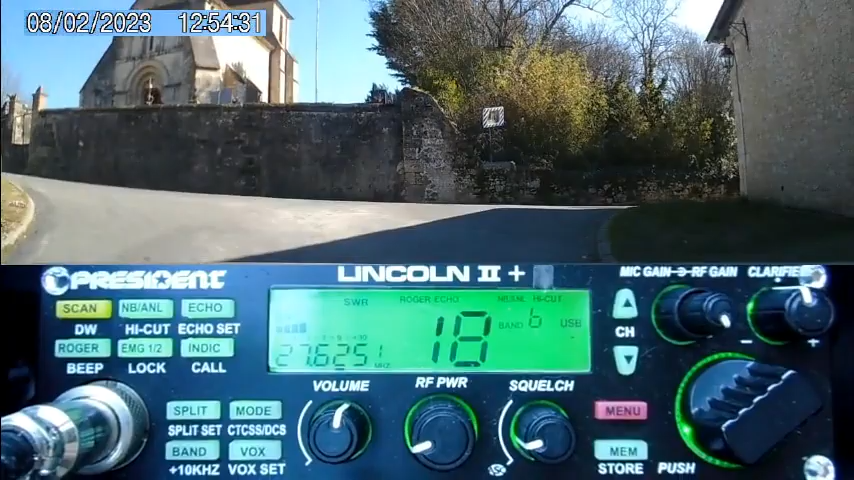 08/02/2023 12:54:31
PRESIDENT LINCOLN II + MIC GAIN RF GAIN CLARIFIER
SCAN NB/ANL ECHO
DW HI-CUT ECHO SET
ROGER EMG 1/2 INDIC
BEEP LOCK CALL
SWR ROGER ECHO NB/ANL HI-CUT
18 BAND 6 USB
27.6251 MHZ
CH
- +
VOLUME RF PWR SQUELCH
SPLIT MODE
SPLIT SET CTCSS/DCS
BAND VOX
+10KHZ VOX SET
MENU
MEM
STORE PUSH